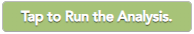 Tap to Run the Analysis.